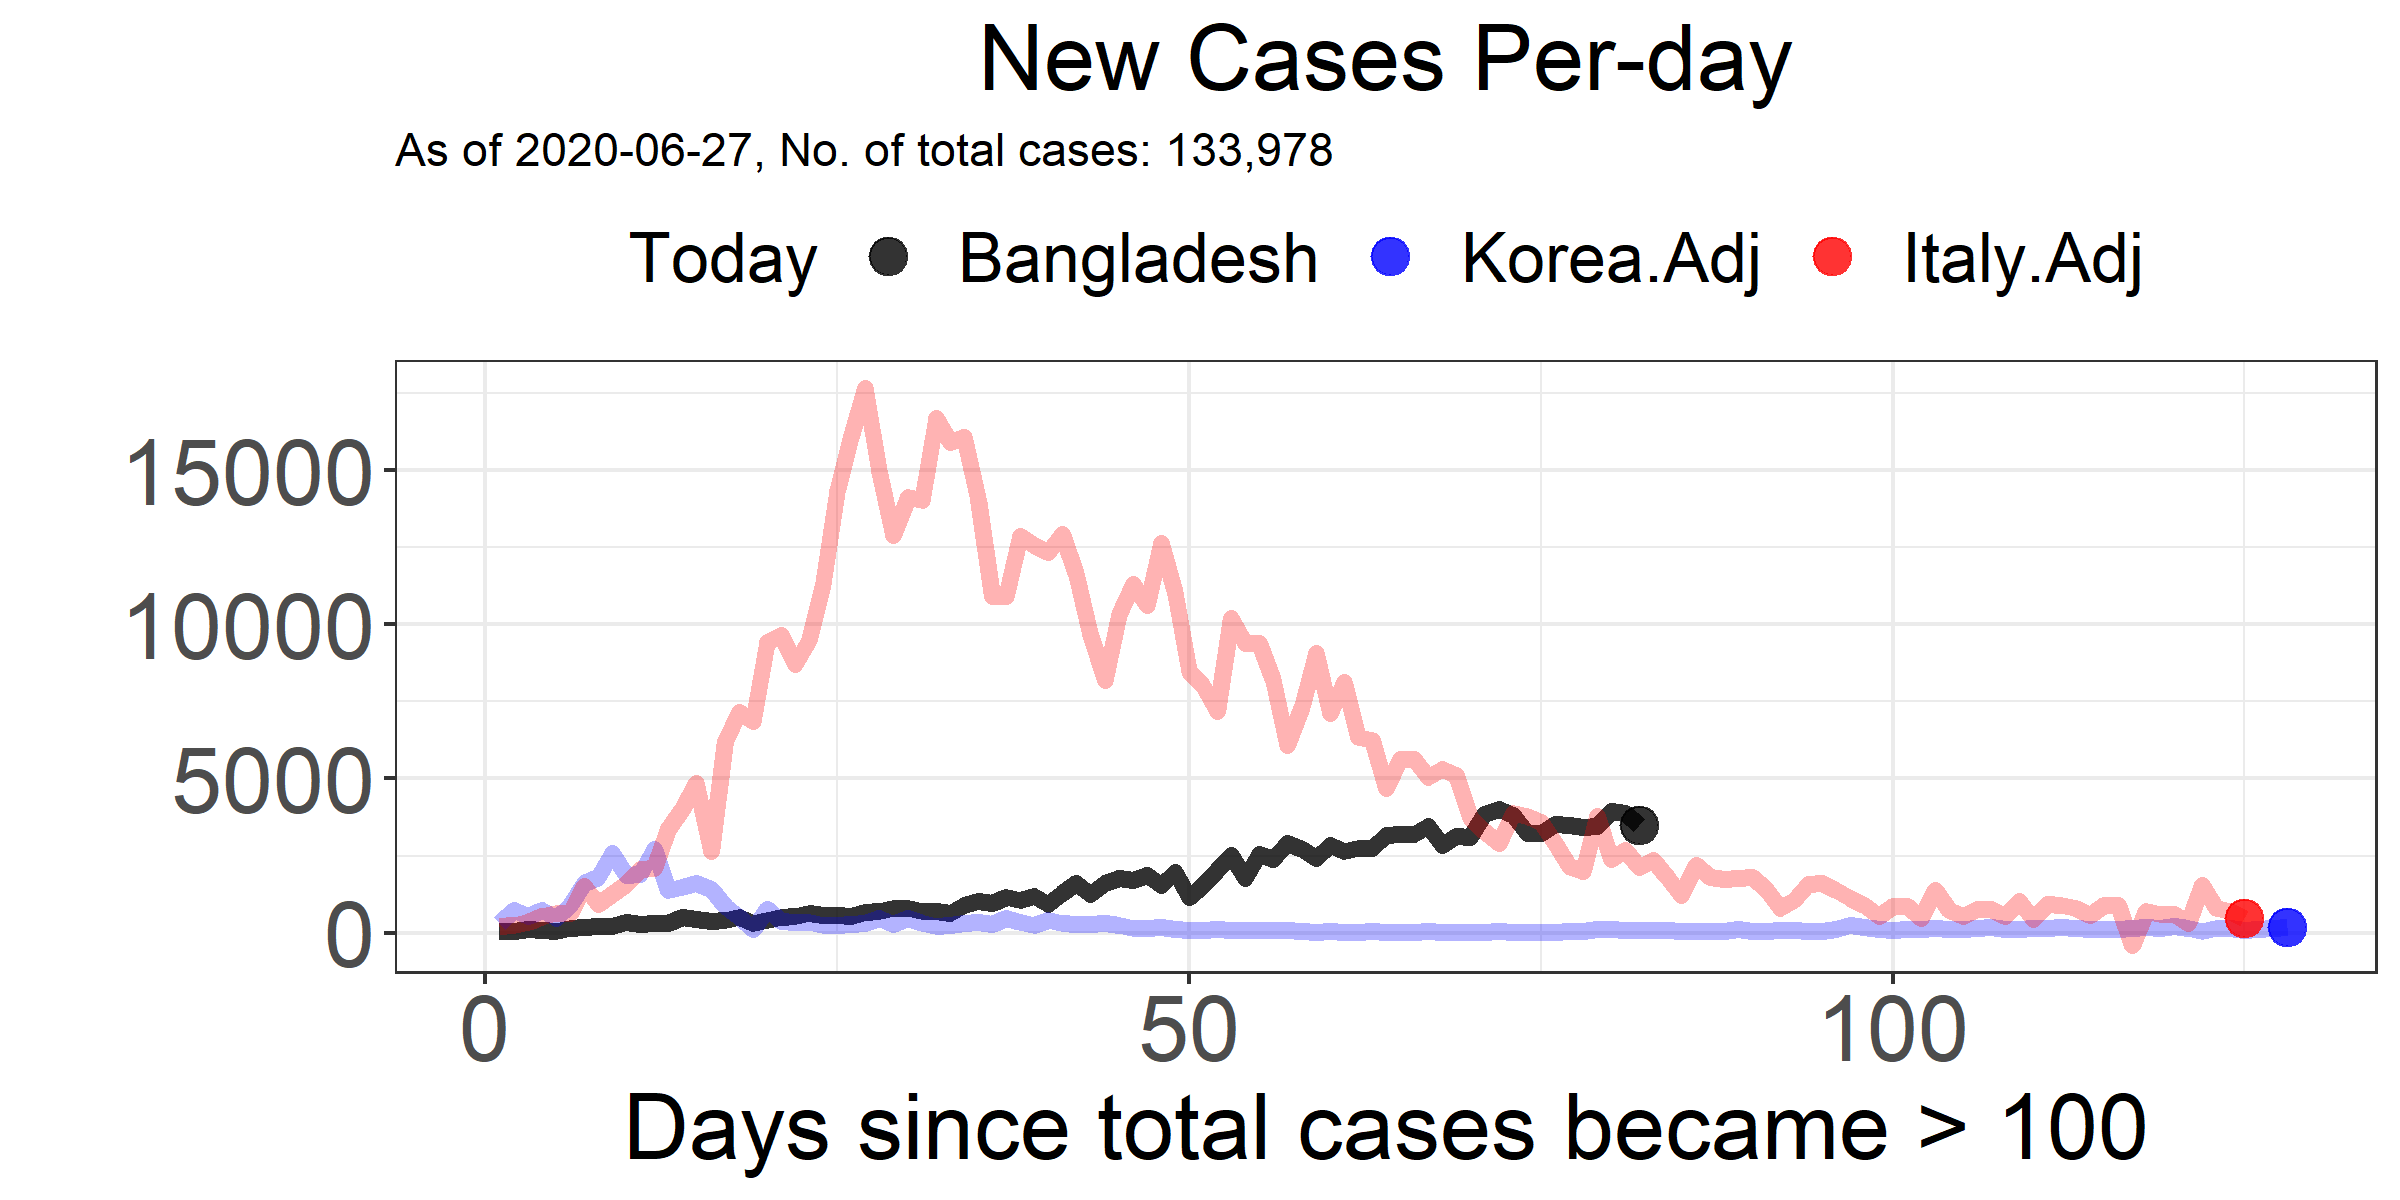 New Cases Per-day
As of 2020-06-27, No. of total cases: 133,978
Today Bangladesh Korea.Adj Italy.Adj
15000
10000
5000
0
0 50 100
Days since total cases became > 100